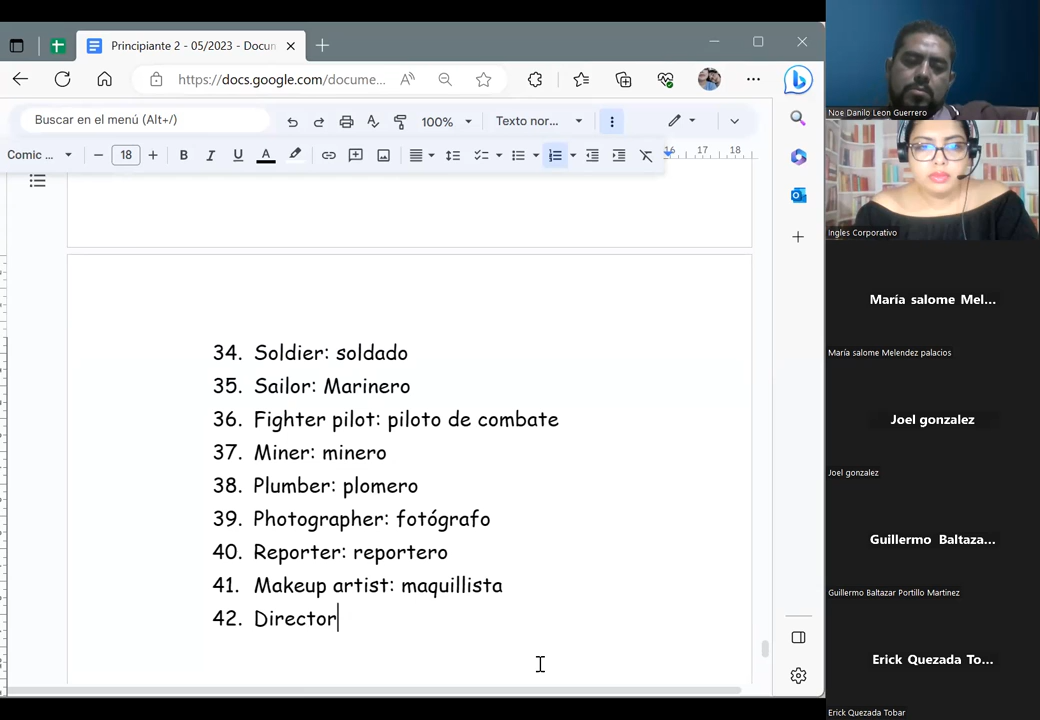 Principiante 2 - 05/2023 - Docun
https://docs.google.com/docume...
Buscar en el menú (Alt+/)
100%
Texto nor...
Comic ...
18
16 17 18
34. Soldier: soldado
35. Sailor: Marinero
36. Fighter pilot: piloto de combate
37. Miner: minero
38. Plumber: plomero
39. Photographer: fotógrafo
40. Reporter: reportero
41. Makeup artist: maquillista
42. Director
Noe Danilo Leon Guerrero
Ingles Corporativo
María salome Mel...
María salome Melendez palacios
Joel gonzalez
Joel gonzalez
Guillermo Baltaza...
Guillermo Baltazar Portillo Martinez
Erick Quezada To...
Erick Quezada Tobar